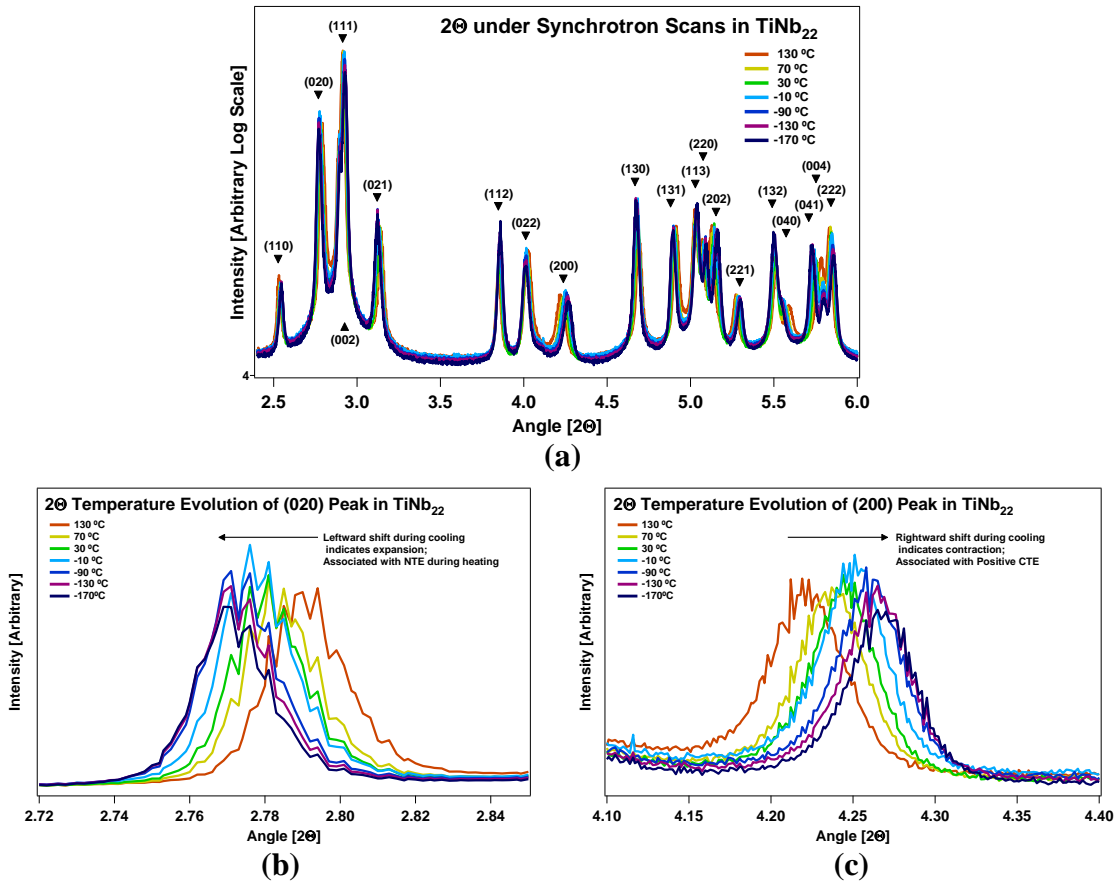 2Θ under Synchrotron Scans in TiNb₂₂
130 ºC
70 ºC
30 ºC
-10 ºC
-90 ºC
-130 ºC
-170 ºC
(110)
(020)
(111)
(002)
(021)
(112)
(022)
(200)
(130)
(131)
(113)
(220)
(202)
(221)
(132)
(040)
(041)
(004)
(222)
Intensity [Arbitrary Log Scale]
4
2.5 3.0 3.5 4.0 4.5 5.0 5.5 6.0
Angle [2Θ]
(a)
2Θ Temperature Evolution of (020) Peak in TiNb₂₂
130 ºC
70 ºC
30 ºC
-10 ºC
-90 ºC
-130 ºC
-170ºC
Leftward shift during cooling
indicates expansion;
Associated with NTE during heating
Intensity [Arbitrary]
2.72 2.74 2.76 2.78 2.80 2.82 2.84
Angle [2Θ]
(b)
2Θ Temperature Evolution of (200) Peak in TiNb₂₂
130 ºC
70 ºC
30 ºC
-10 ºC
-90 ºC
-130 ºC
-170ºC
Rightward shift during cooling
indicates contraction;
Associated with Positive CTE
Intensity [Arbitrary]
4.10 4.20 4.25 4.30 4.35 4.40
Angle [2Θ]
(c)